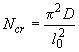 N_cr = π²D / l₀²